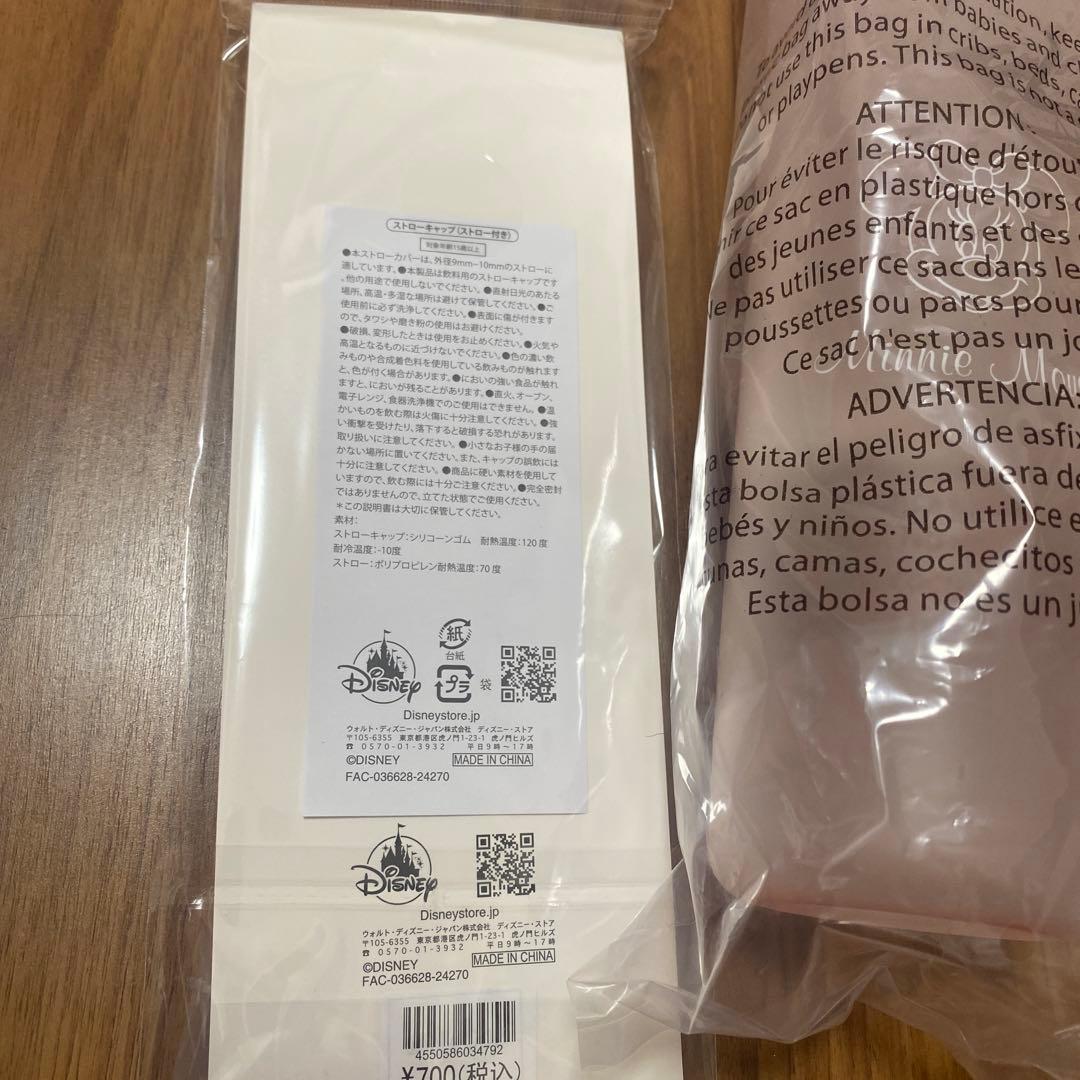 ストローキャップ(ストロー付き)
対象年齢15歳以上
●本ストローカバーは、外径9mm−10mmのストローに
適しています。●本製品は飲料用のストローキャップです
。他の用途で使用しないでください。●直射日光のあたる
場所、高温・多湿な場所は避けて保管してください。●ご
使用前に必ず洗浄してください。●表面に傷が付きます
ので、タワシや磨き粉の使用はお避けください。
●破損、変形したときは使用をお止めください。●火気や
高温となるものに近づけないでください。●色の濃い飲
みものや合成着色料を使用している飲みものが触れます
と、色が付く場合があります。●においの強い食品が触れ
ますと、においが残ることがあります。●直火、オーブン、
電子レンジ、食器洗浄機でのご使用はできません。●温
かいものを飲む際は火傷に十分注意してください。●強
い衝撃を受けたり、落下すると破損する恐れがあります。
取り扱いに注意してください。●小さなお子様の手の届
かない場所に置いてください。また、キャップの誤飲には
十分に注意してください。●商品に硬い素材を使用して
いますので、飲む際には十分ご注意ください。●完全密封
ではありませんので、立てた状態でご使用ください。
＊この説明書は大切に保管してください。
素材:
ストローキャップ:シリコーンゴム 耐熱温度:120度
耐冷温度:-10度
ストロー:ポリプロピレン耐熱温度:70度
紙
台紙
プラ
袋
Disney
Disneystore.jp
ウォルト・ディズニー・ジャパン株式会社 ディズニー・ストア
〒105-6355 東京都港区虎ノ門1-23-1 虎ノ門ヒルズ
☎ 0570-01-3932 平日9時〜17時
©DISNEY MADE IN CHINA
FAC-036628-24270
Disney
Disneystore.jp
ウォルト・ディズニー・ジャパン株式会社 ディズニー・ストア
〒105-6355 東京都港区虎ノ門1-23-1 虎ノ門ヒルズ
☎ 0570-01-3932 平日9時〜17時
©DISNEY MADE IN CHINA
FAC-036628-24270
4550586034792
¥700(税込)
bag away babies and
use this bag in cribs, beds,
or playpens. This bag is not a
ATTENTION:
Pour éviter le risque
ce sac en plastique hors
des jeunes enfants et des
Ne pas utiliser ce sac dans
poussettes ou parcs pour
Ce sac n'est pas un
Minnie
ADVERTENCIA:
evitar el peligro de
bolsa plástica fuera
bebés y niños. No utilice
camas, cochecitos
Esta bolsa no es un